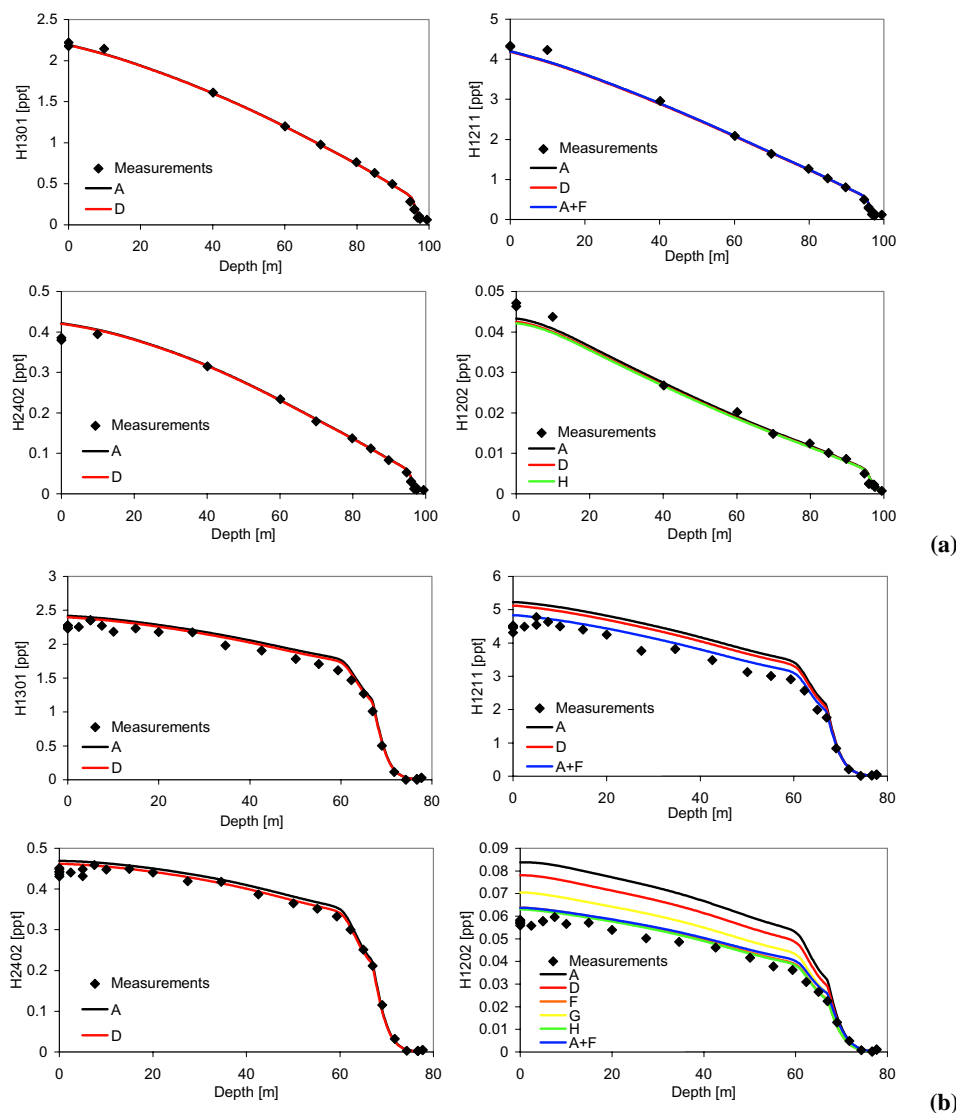 2.5
2
1.5
1
0.5
0
H1301 [ppt]
Measurements
A
D
0 20 40 60 80 100
Depth [m]
5
4
3
2
1
0
H1211 [ppt]
Measurements
A
D
A+F
0 20 40 60 80 100
Depth [m]
0.5
0.4
0.3
0.2
0.1
0
H2402 [ppt]
Measurements
A
D
0 20 40 60 80 100
Depth [m]
0.05
0.04
0.03
0.02
0.01
0
H1202 [ppt]
Measurements
A
D
H
0 20 40 60 80 100
Depth [m]
(a)
3
2.5
2
1.5
1
0.5
0
H1301 [ppt]
Measurements
A
D
0 20 40 60 80
Depth [m]
6
5
4
3
2
1
0
H1211 [ppt]
Measurements
A
D
A+F
0 20 40 60 80
Depth [m]
0.5
0.4
0.3
0.2
0.1
0
H2402 [ppt]
Measurements
A
D
0 20 40 60 80
Depth [m]
0.09
0.08
0.07
0.06
0.05
0.04
0.03
0.02
0.01
0
H1202 [ppt]
Measurements
A
D
F
G
H
A+F
0 20 40 60 80
Depth [m]
(b)